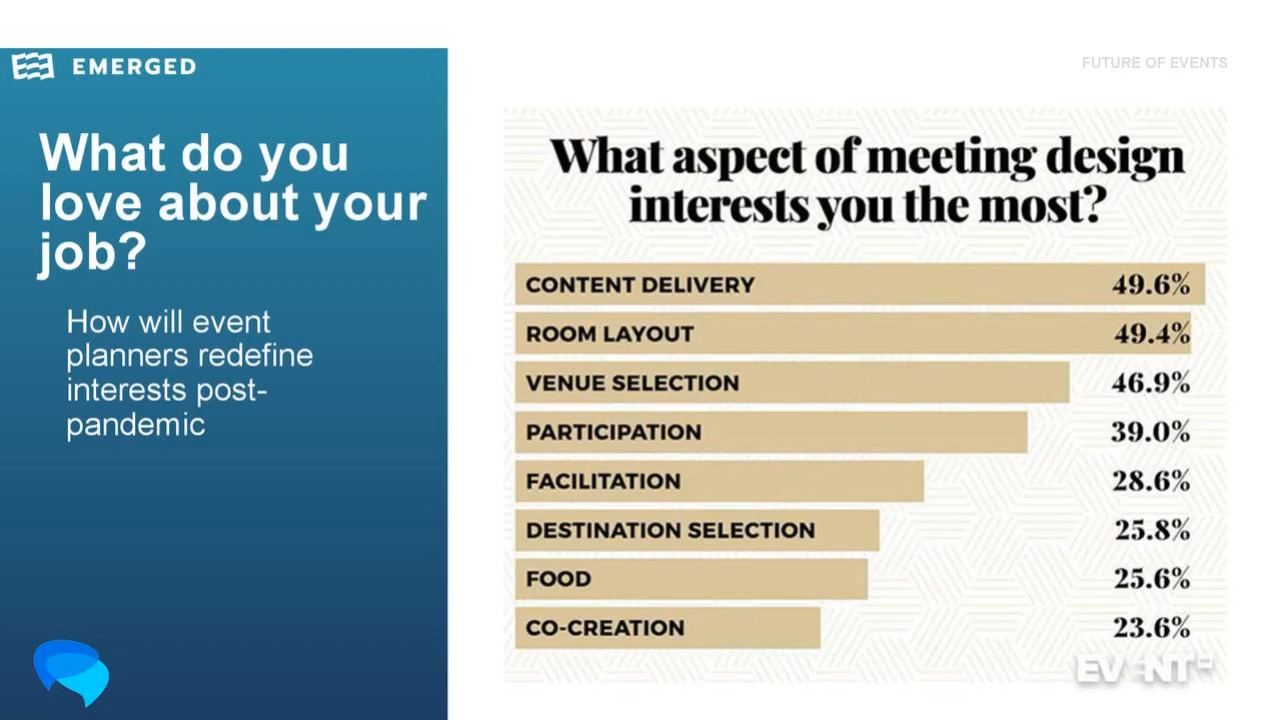 EMERGED
FUTURE OF EVENTS
What do you
love about your
job?
How will event
planners redefine
interests post-
pandemic
What aspect of meeting design
interests you the most?
CONTENT DELIVERY 49.6%
ROOM LAYOUT 49.4%
VENUE SELECTION 46.9%
PARTICIPATION 39.0%
FACILITATION 28.6%
DESTINATION SELECTION 25.8%
FOOD 25.6%
CO-CREATION 23.6%